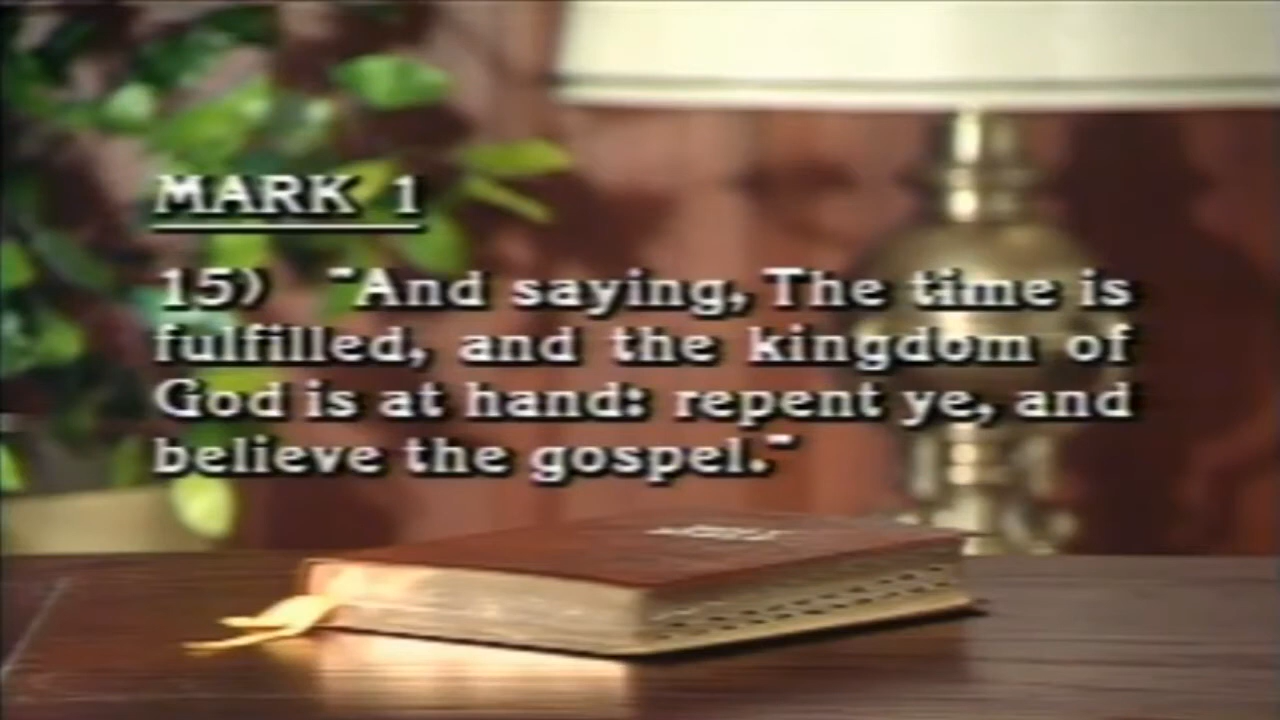 MARK 1
15) "And saying, The time is
fulfilled, and the kingdom of
God is at hand: repent ye, and
believe the gospel."